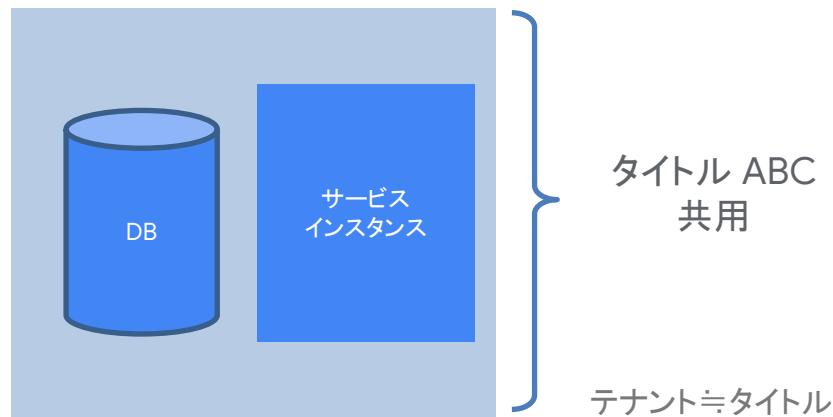 DB
サービス
インスタンス
タイトル ABC
共用
テナント≒タイトル